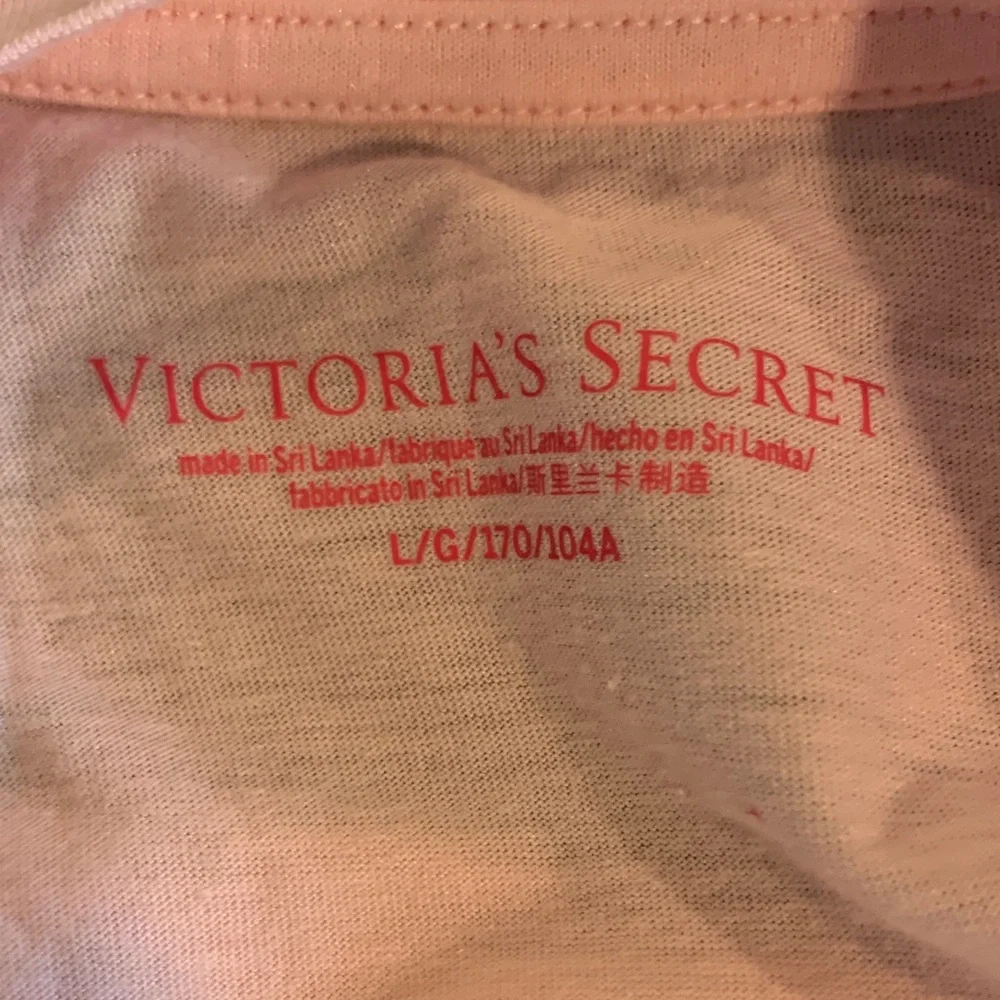 VICTORIA'S SECRET
made in Sri Lanka/fabriqué au Sri Lanka/hecho en Sri Lanka/
fabbricato in Sri Lanka/斯里兰卡制造
L/G/170/104A